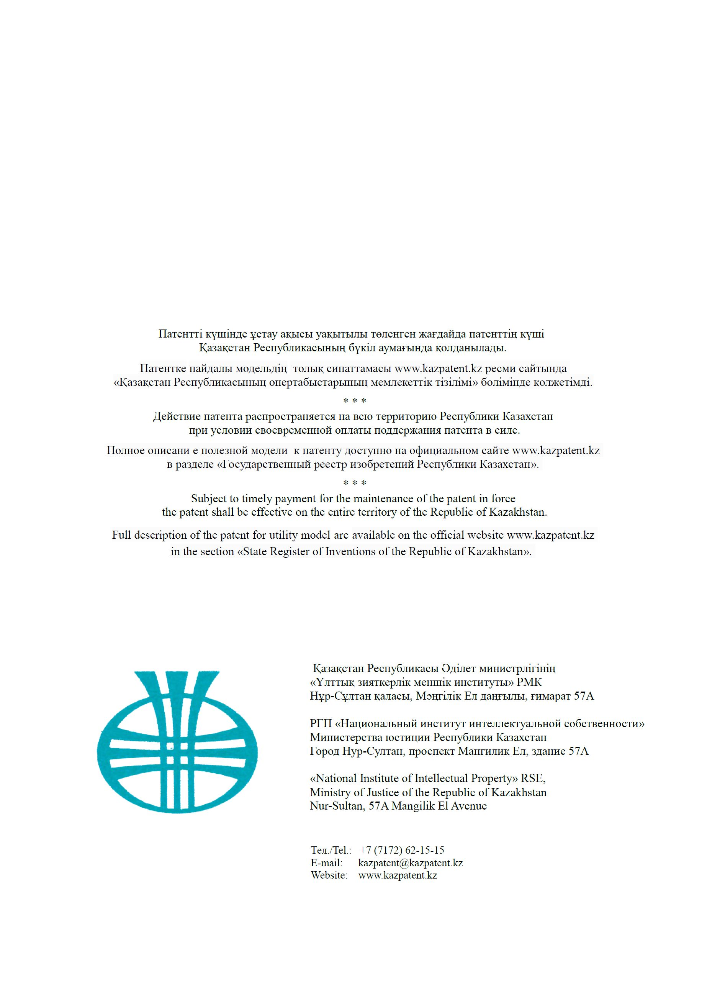 Патентті күшінде ұстау ақысы уақытылы төленген жағдайда патенттің күші
Қазақстан Республикасының бүкіл аумағында қолданылады.
Патентке пайдалы модельдің толық сипаттамасы www.kazpatent.kz ресми сайтында
«Қазақстан Республикасының өнертабыстарының мемлекеттік тізілімі» бөлімінде қолжетімді.
* * *
Действие патента распространяется на всю территорию Республики Казахстан
при условии своевременной оплаты поддержания патента в силе.
Полное описани е полезной модели к патенту доступно на официальном сайте www.kazpatent.kz
в разделе «Государственный реестр изобретений Республики Казахстан».
* * *
Subject to timely payment for the maintenance of the patent in force
the patent shall be effective on the entire territory of the Republic of Kazakhstan.
Full description of the patent for utility model are available on the official website www.kazpatent.kz
in the section «State Register of Inventions of the Republic of Kazakhstan».
Қазақстан Республикасы Әділет министрлігінің
«Ұлттық зияткерлік меншік институты» РМК
Нұр-Сұлтан қаласы, Мәңгілік Ел даңғылы, ғимарат 57А
РГП «Национальный институт интеллектуальной собственности»
Министерства юстиции Республики Казахстан
Город Нур-Султан, проспект Мангилик Ел, здание 57А
«National Institute of Intellectual Property» RSE,
Ministry of Justice of the Republic of Kazakhstan
Nur-Sultan, 57A Mangilik El Avenue
Тел./Tel.: +7 (7172) 62-15-15
E-mail: kazpatent@kazpatent.kz
Website: www.kazpatent.kz